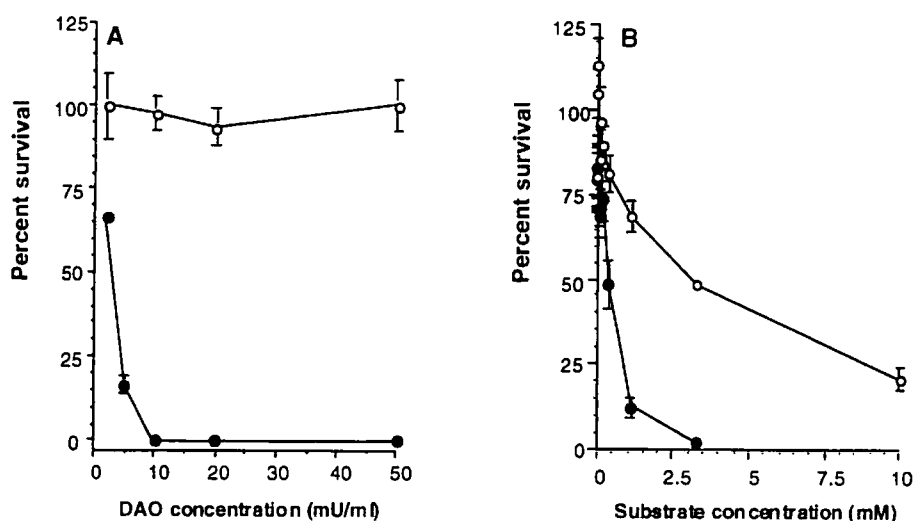 A
125
100
75
50
25
0
Percent survival
0 10 20 30 40 50
DAO concentration (mU/ml)
B
125
100
75
50
25
0
Percent survival
0 2.5 5 7.5 10
Substrate concentration (mM)